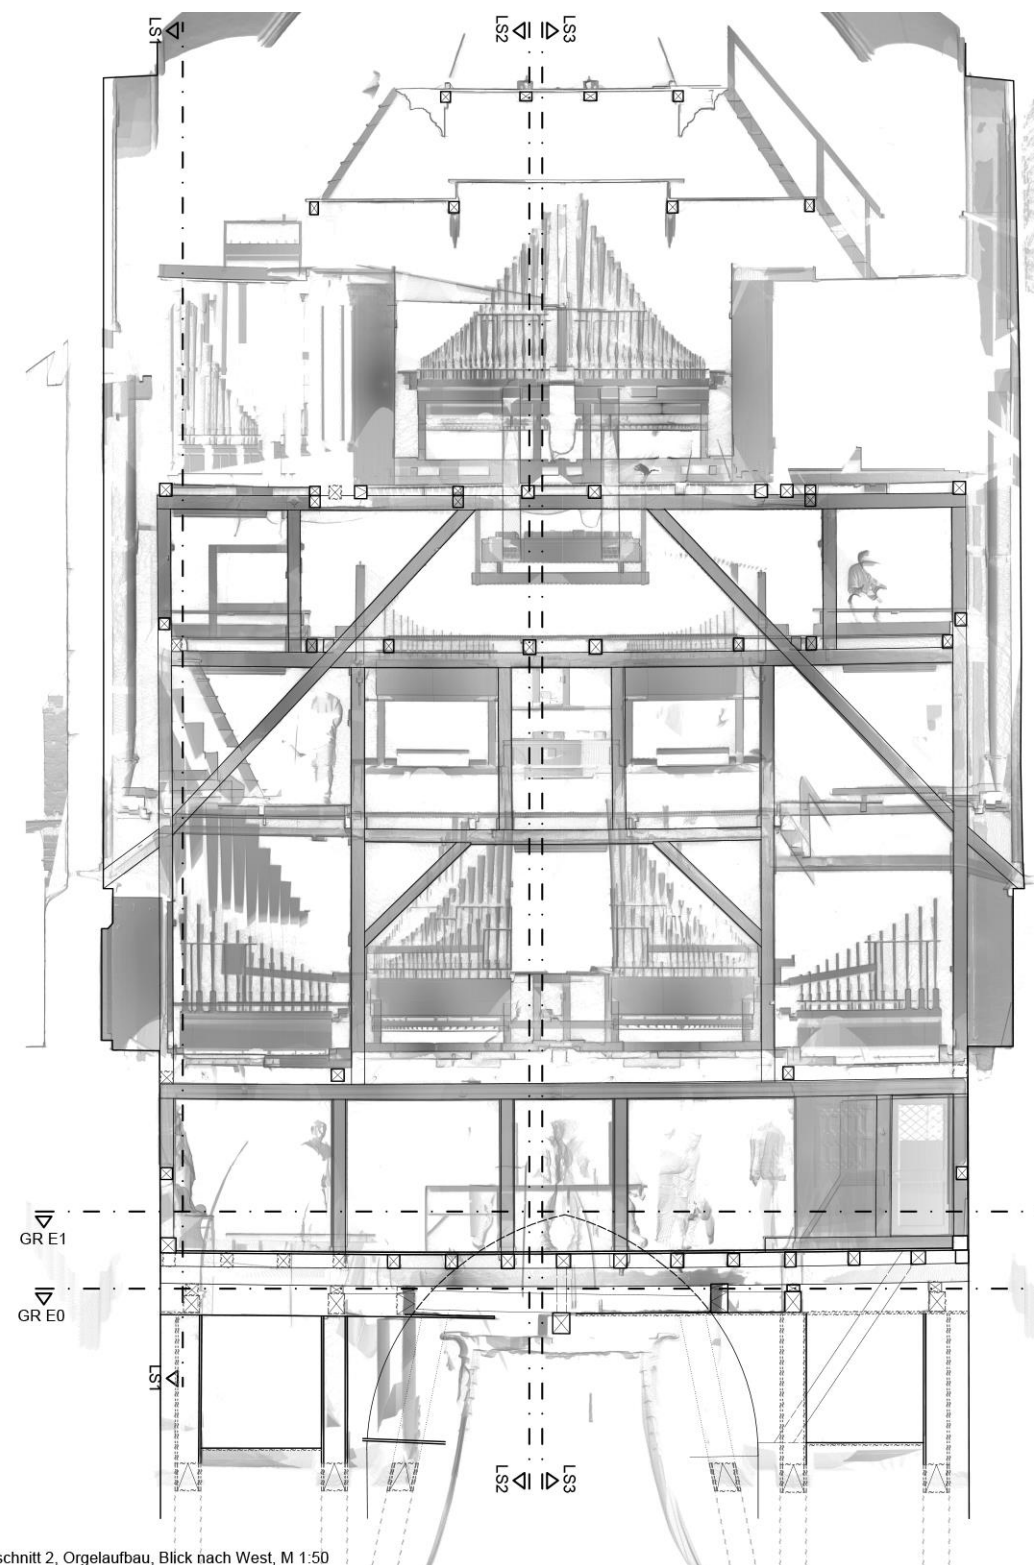 LS1
LS2
LS3
GR E1
GR E0
LS1
LS2
LS3
schnitt 2, Orgelaufbau, Blick nach West, M 1:50